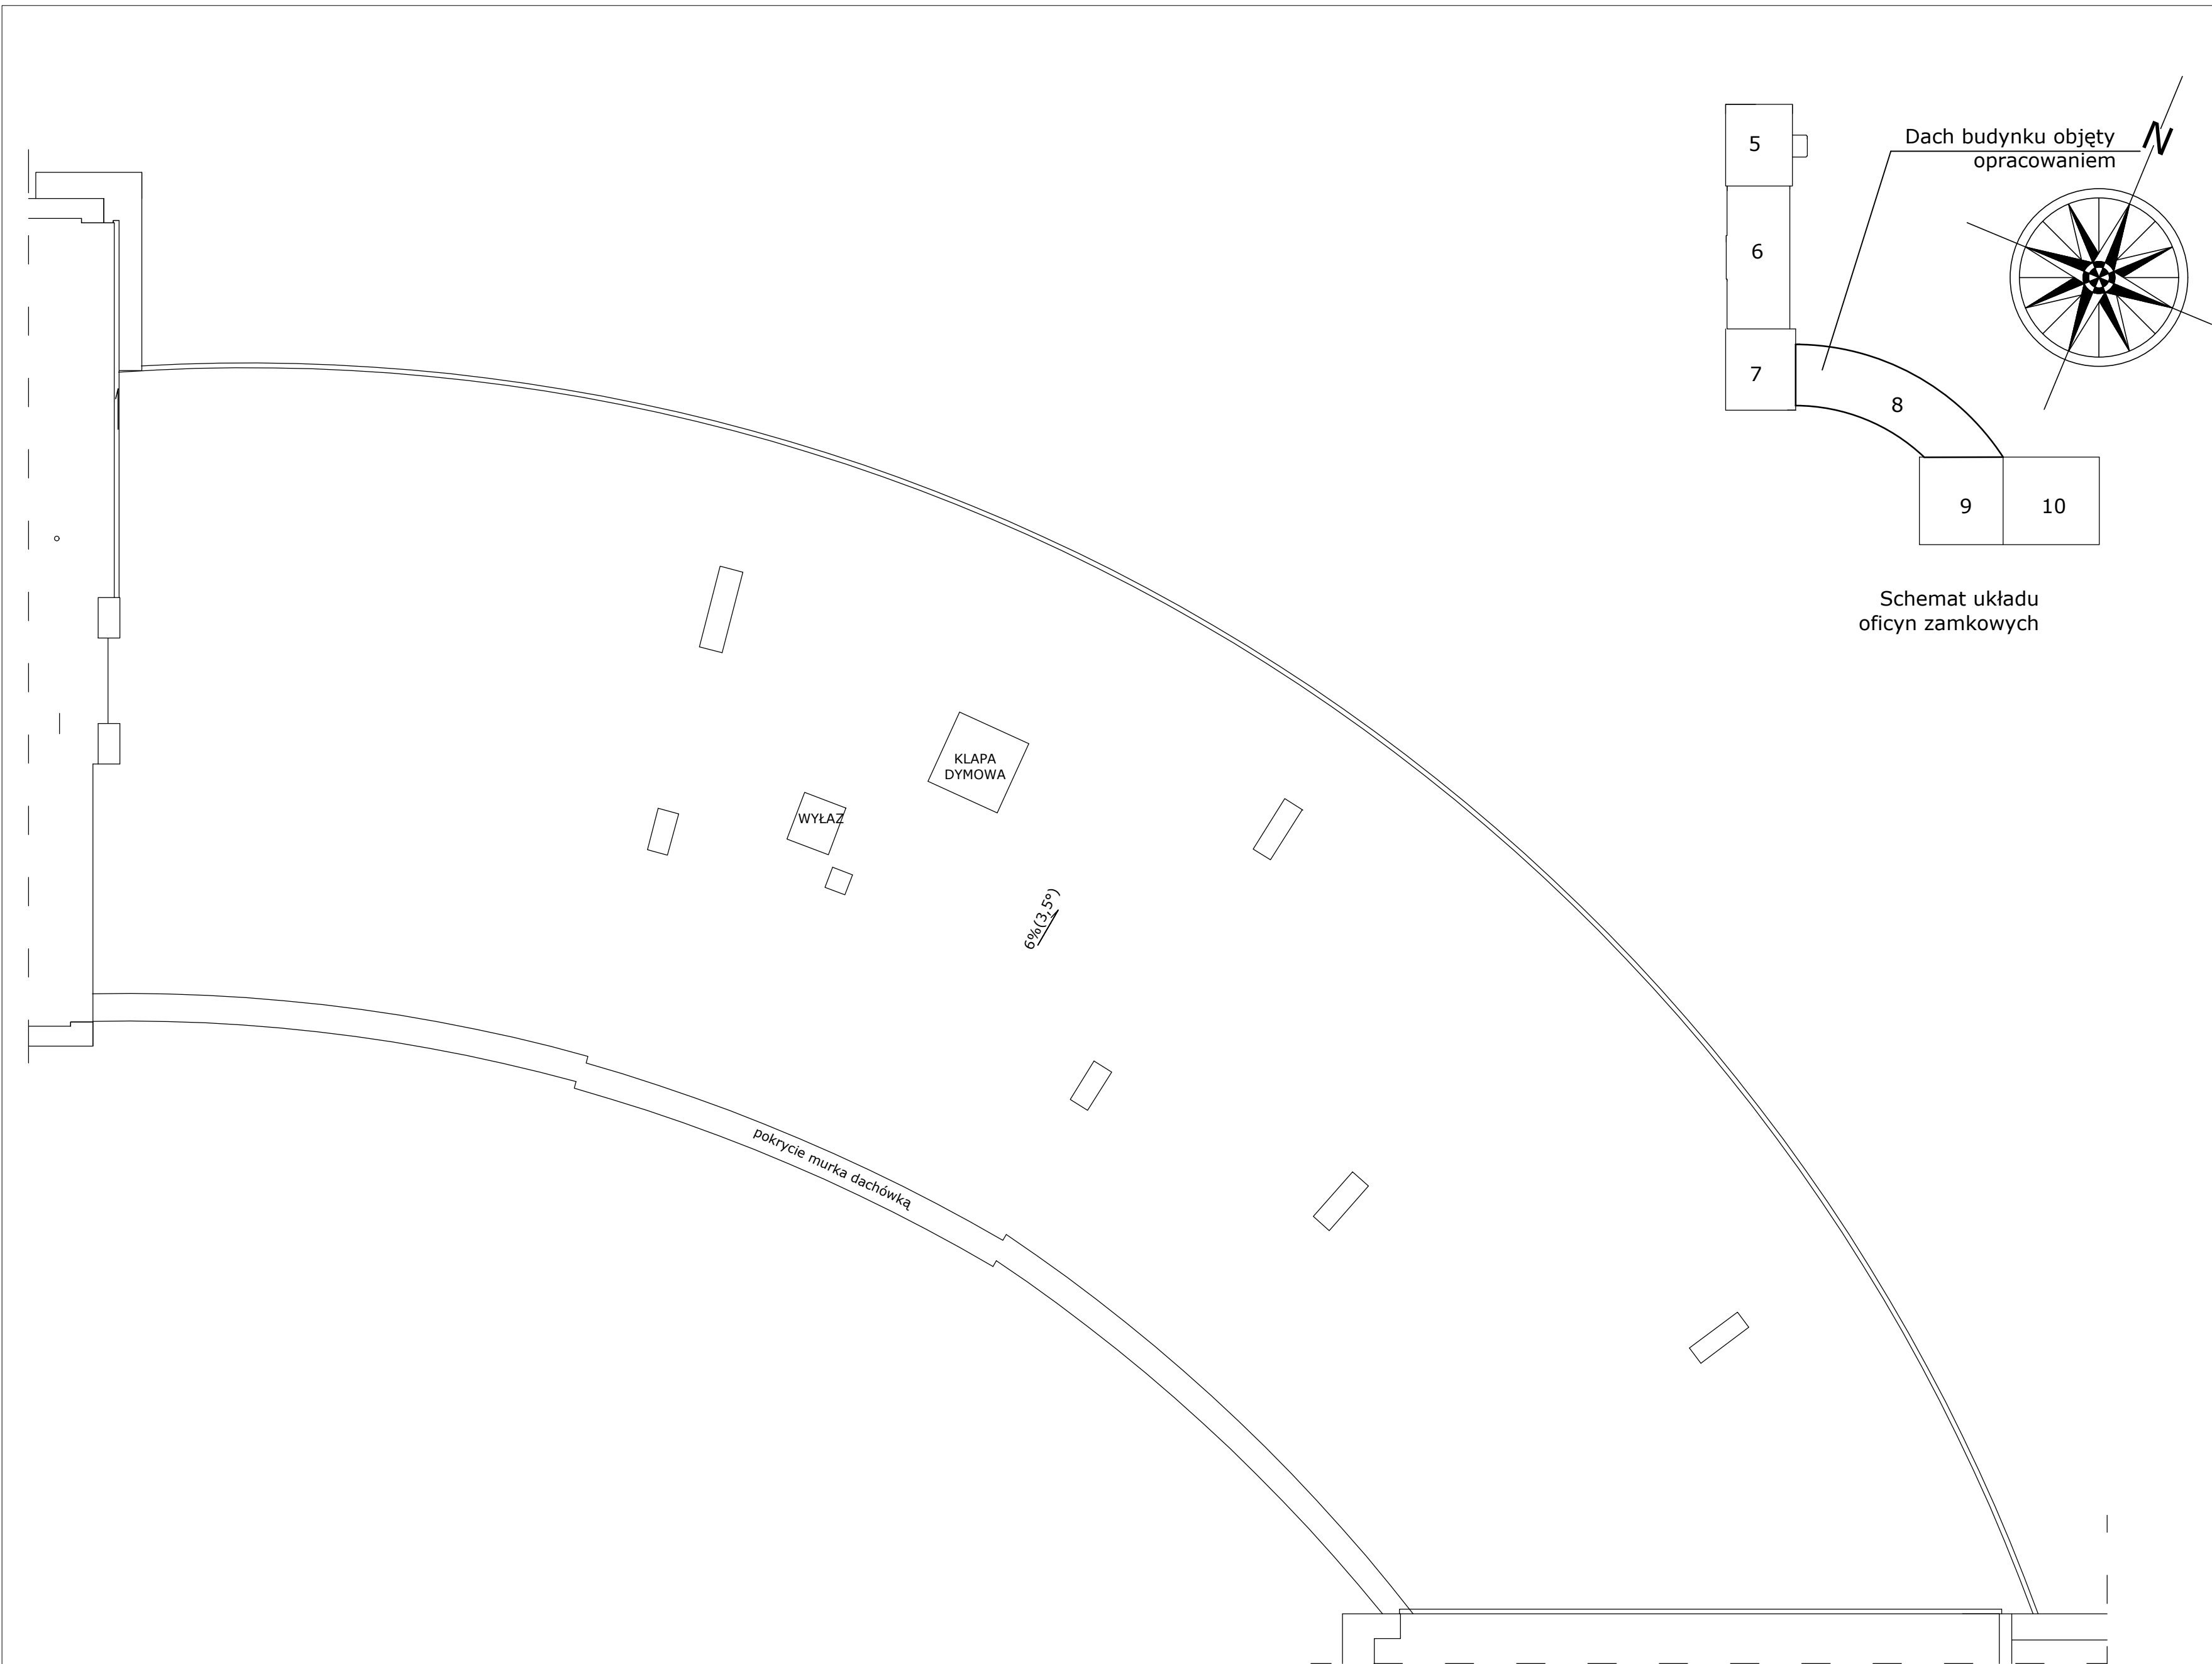 5
Dach budynku objęty
opracowaniem
N
6
7
8
9
10
Schemat układu
oficyn zamkowych
KLAPA
DYMOWA
WYŁAZ
6%(3,5°)
pokrycie murka dachówką